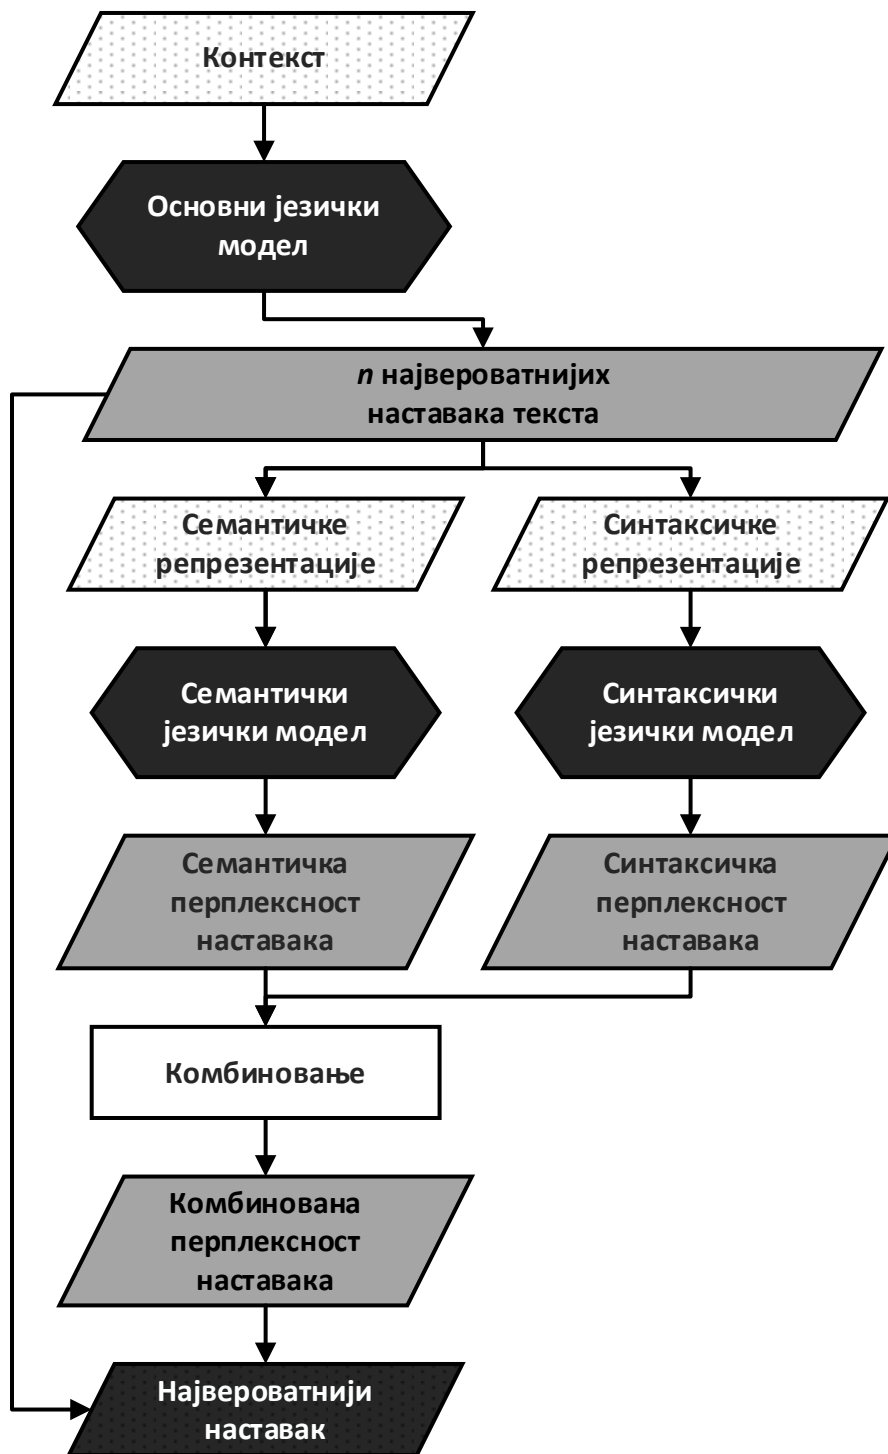 Контекст
Основни језички
модел
n највероватнијих
наставака текста
Семантичке
репрезентације
Синтаксичке
репрезентације
Семантички
језички модел
Синтаксички
језички модел
Семантичка
перплексност
наставака
Синтаксичка
перплексност
наставака
Комбиновање
Комбинована
перплексност
наставака
Највероватнији
наставак